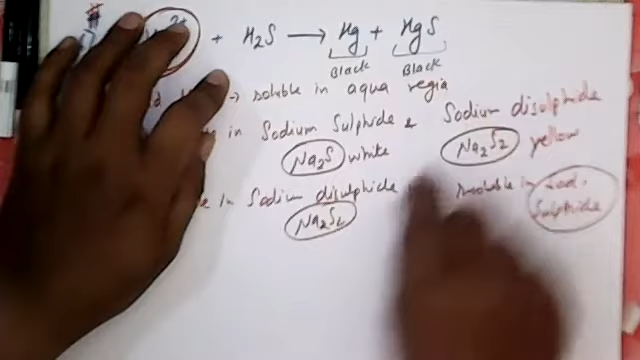 + H2S → Hg + HgS
Black Black
→ soluble in aqua regia
in Sodium Sulphide & Sodium disulphide
Na2S white Na2S2 yellow
in Sodium disulphide insoluble in Sod. Sulphide
Na2S2